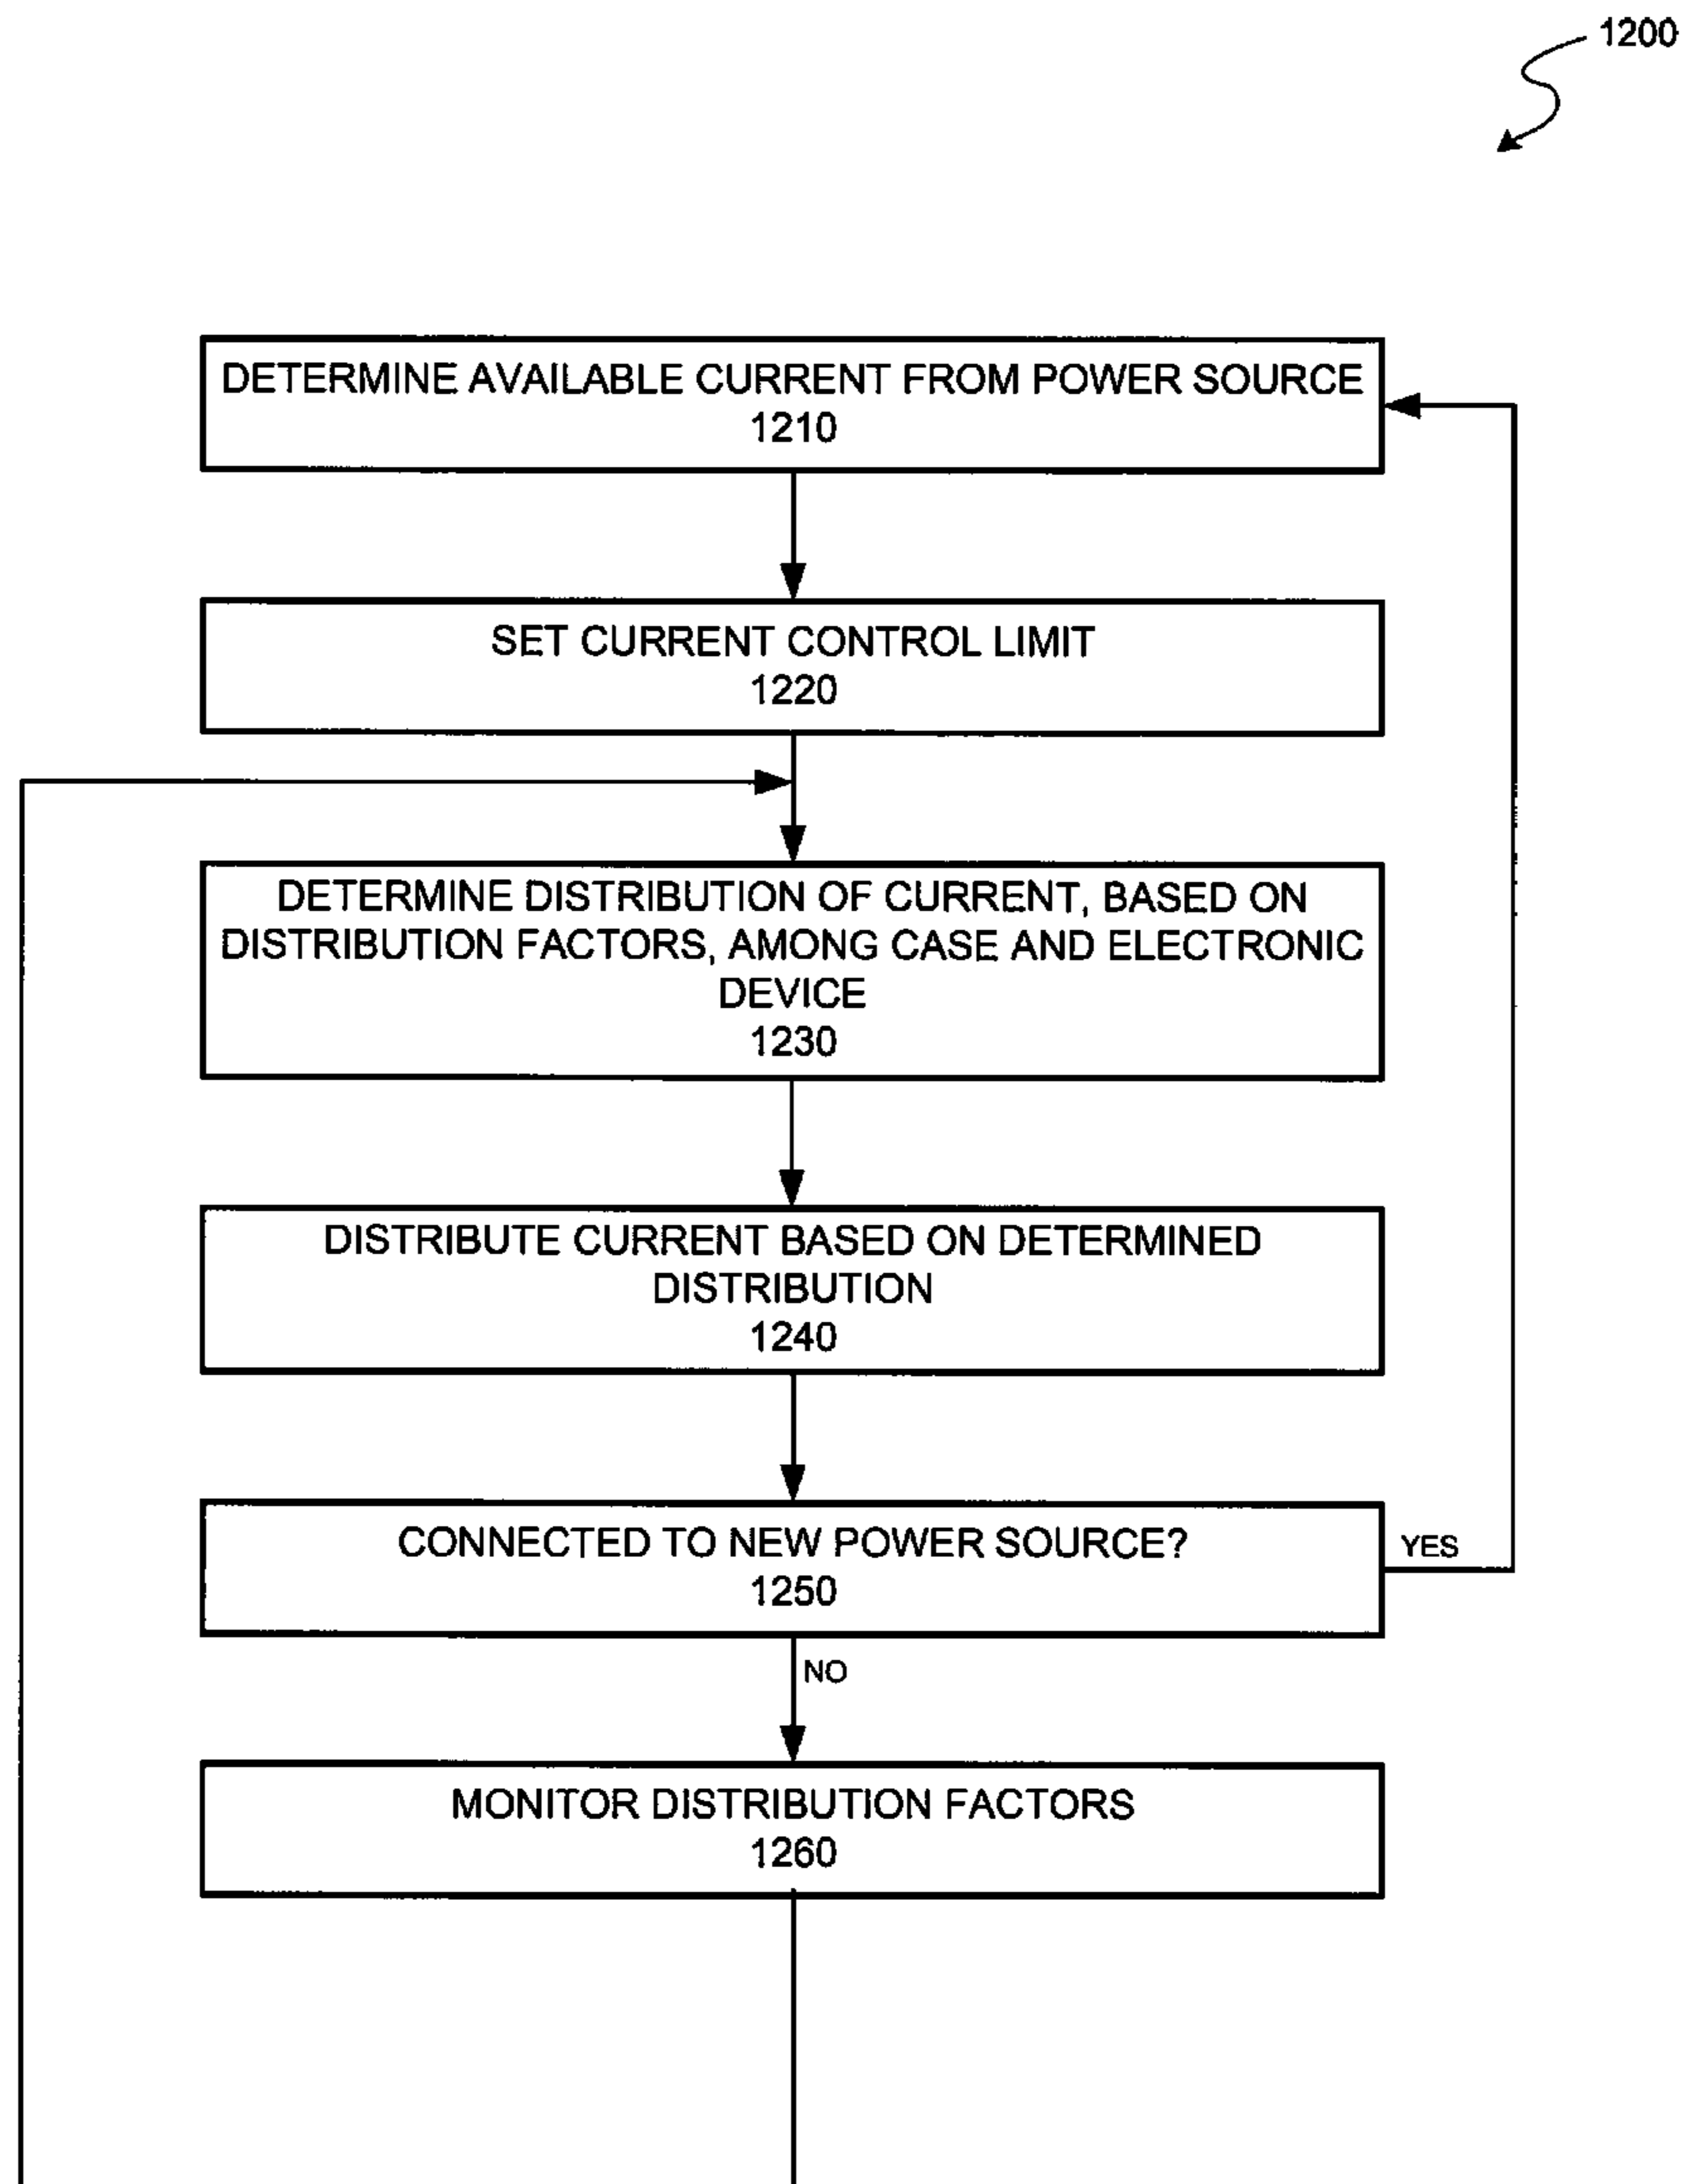 1200
DETERMINE AVAILABLE CURRENT FROM POWER SOURCE
1210
SET CURRENT CONTROL LIMIT
1220
DETERMINE DISTRIBUTION OF CURRENT, BASED ON
DISTRIBUTION FACTORS, AMONG CASE AND ELECTRONIC
DEVICE
1230
DISTRIBUTE CURRENT BASED ON DETERMINED
DISTRIBUTION
1240
CONNECTED TO NEW POWER SOURCE?
1250
YES
NO
MONITOR DISTRIBUTION FACTORS
1260